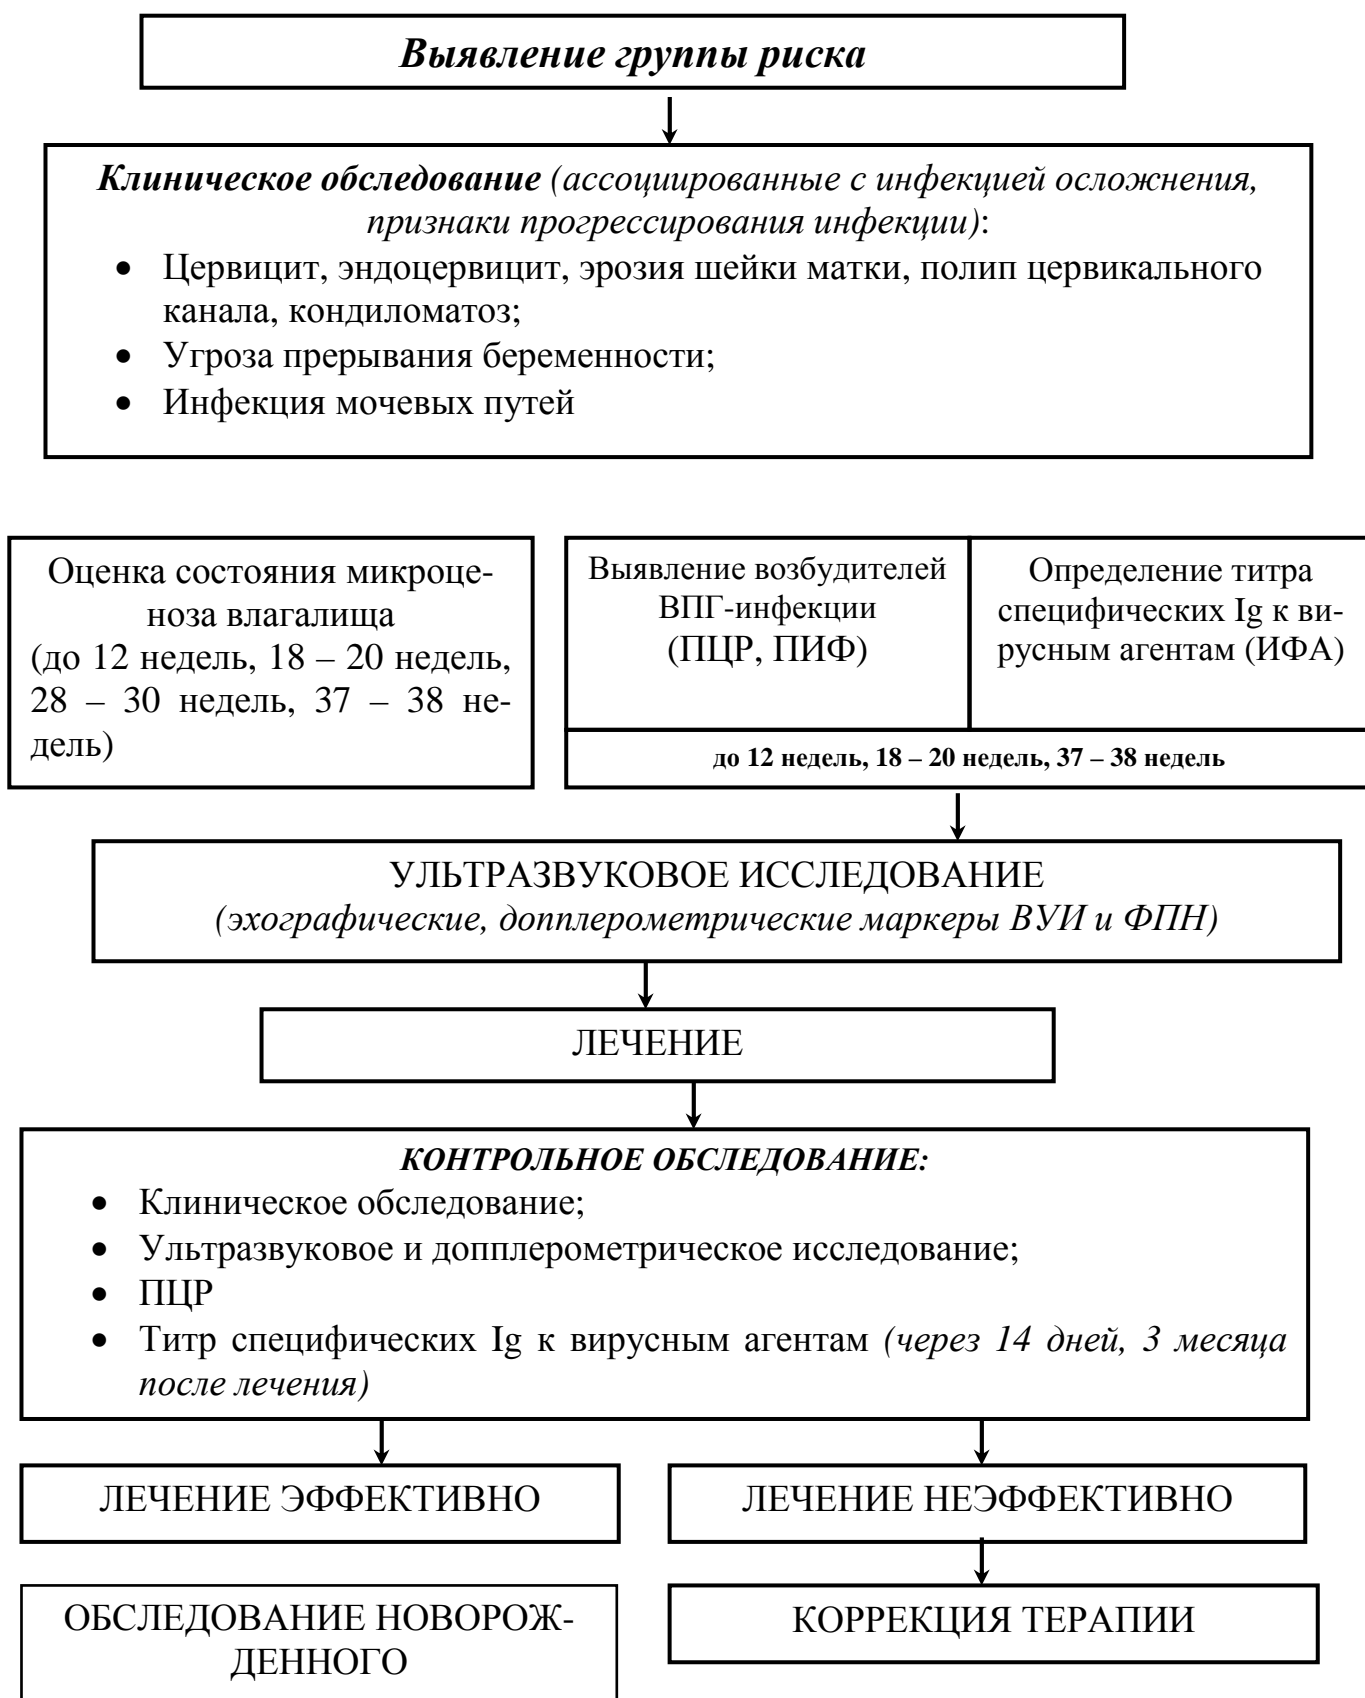 Выявление группы риска
Клиническое обследование (ассоциированные с инфекцией осложнения,
признаки прогрессирования инфекции):
• Цервицит, эндоцервицит, эрозия шейки матки, полип цервикального
канала, кондиломатоз;
• Угроза прерывания беременности;
• Инфекция мочевых путей
Оценка состояния микроце-
ноза влагалища
(до 12 недель, 18 – 20 недель,
28 – 30 недель, 37 – 38 не-
дель)
Выявление возбудителей
ВПГ-инфекции
(ПЦР, ПИФ)
Определение титра
специфических Ig к ви-
русным агентам (ИФА)
до 12 недель, 18 – 20 недель, 37 – 38 недель
УЛЬТРАЗВУКОВОЕ ИССЛЕДОВАНИЕ
(эхографические, допплерометрические маркеры ВУИ и ФПН)
ЛЕЧЕНИЕ
КОНТРОЛЬНОЕ ОБСЛЕДОВАНИЕ:
• Клиническое обследование;
• Ультразвуковое и допплерометрическое исследование;
• ПЦР
• Титр специфических Ig к вирусным агентам (через 14 дней, 3 месяца
после лечения)
ЛЕЧЕНИЕ ЭФФЕКТИВНО
ЛЕЧЕНИЕ НЕЭФФЕКТИВНО
ОБСЛЕДОВАНИЕ НОВОРОЖ-
ДЕННОГО
КОРРЕКЦИЯ ТЕРАПИИ